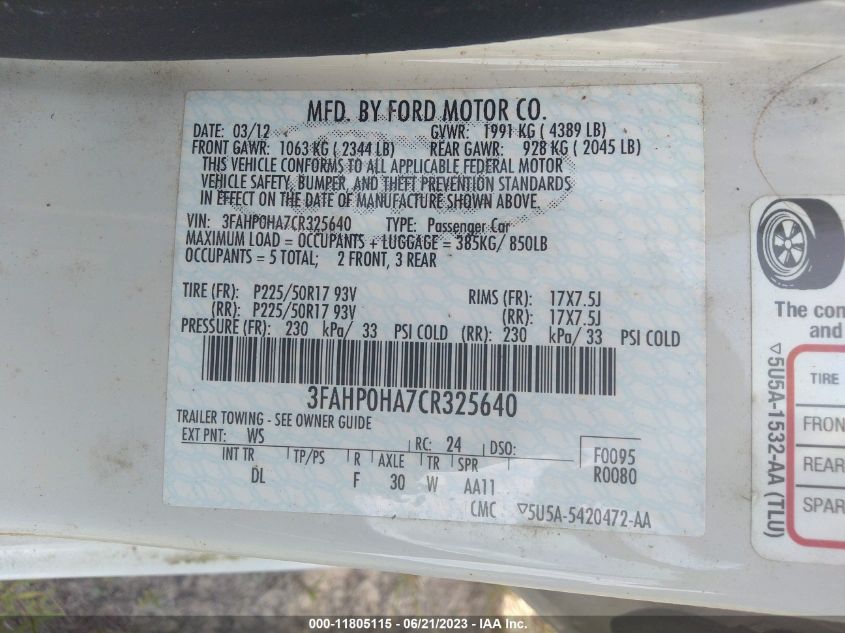 MFD. BY FORD MOTOR CO.
DATE: 03/12 GVWR: 1991 KG ( 4389 LB)
FRONT GAWR: 1063 KG ( 2344 LB) REAR GAWR: 928 KG ( 2045 LB)
THIS VEHICLE CONFORMS TO ALL APPLICABLE FEDERAL MOTOR
VEHICLE SAFETY, BUMPER, AND THEFT PREVENTION STANDARDS
IN EFFECT ON THE DATE OF MANUFACTURE SHOWN ABOVE.
VIN: 3FAHP0HA7CR325640 TYPE: Passenger Car
MAXIMUM LOAD = OCCUPANTS + LUGGAGE = 385KG/ 850LB
OCCUPANTS = 5 TOTAL; 2 FRONT, 3 REAR
TIRE (FR): P225/50R17 93V RIMS (FR): 17X7.5J
(RR): P225/50R17 93V (RR): 17X7.5J
PRESSURE (FR): 230 kPa/ 33 PSI COLD (RR): 230 kPa/ 33 PSI COLD
3FAHP0HA7CR325640
TRAILER TOWING - SEE OWNER GUIDE
EXT PNT: WS RC: 24 DSO: F0095
INT TR TP/PS R AXLE TR SPR R0080
DL F 30 W AA11
CMC ▽5U5A-5420472-AA
The con
and
▽5U5A-1532-AA (TLU)
TIRE
FRON
REAR
SPAR
000-11805115 - 06/21/2023 - IAA Inc.